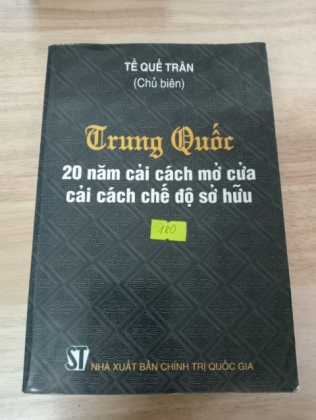 TỀ QUẾ TRÂN
(Chủ biên)
Trung Quốc
20 năm cải cách mở cửa
cải cách chế độ sở hữu
180
ST NHÀ XUẤT BẢN CHÍNH TRỊ QUỐC GIA